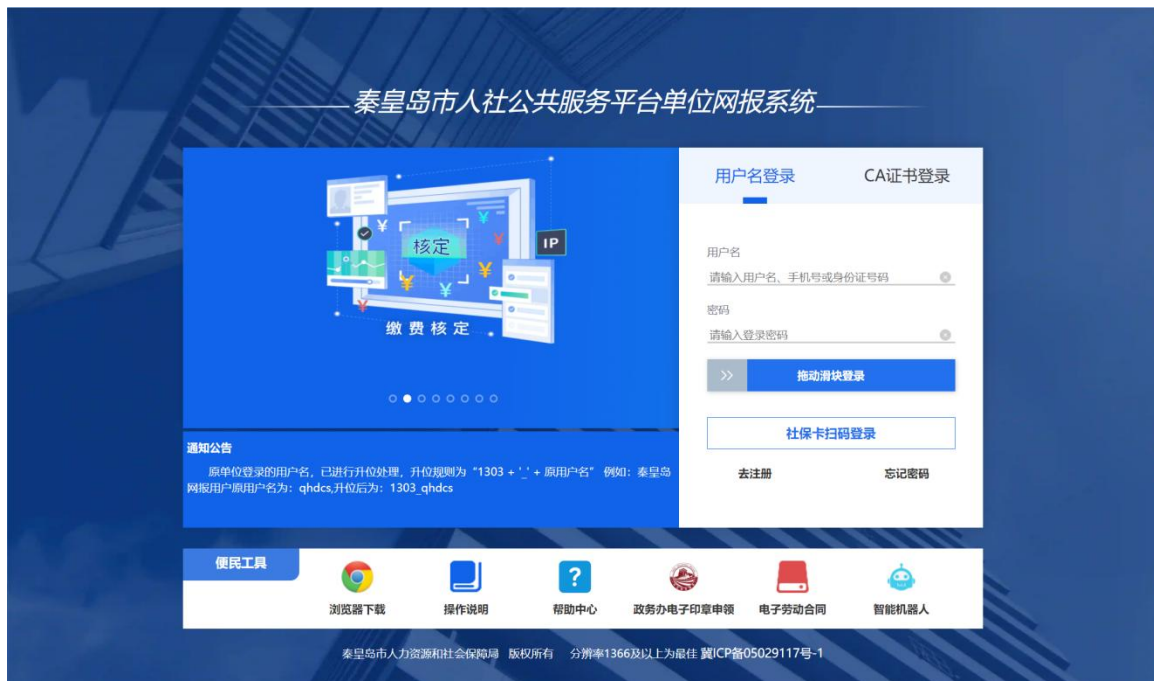 秦皇岛市人社公共服务平台单位网报系统
用户名登录
CA证书登录
核定
IP
缴费核定
用户名
请输入用户名、手机号或身份证号码
密码
请输入登录密码
拖动滑块登录
社保卡扫码登录
去注册
忘记密码
通知公告
原单位登录的用户名，已进行升位处理，升位规则为“1303 + '_' + 原用户名” 例如：秦皇岛
网报用户原用户名为：qhdcs,升位后为：1303_qhdcs
便民工具
浏览器下载
操作说明
帮助中心
政务办电子印章申领
电子劳动合同
智能机器人
秦皇岛市人力资源和社会保障局 版权所有 分辨率1366及以上为最佳 冀ICP备05029117号-1